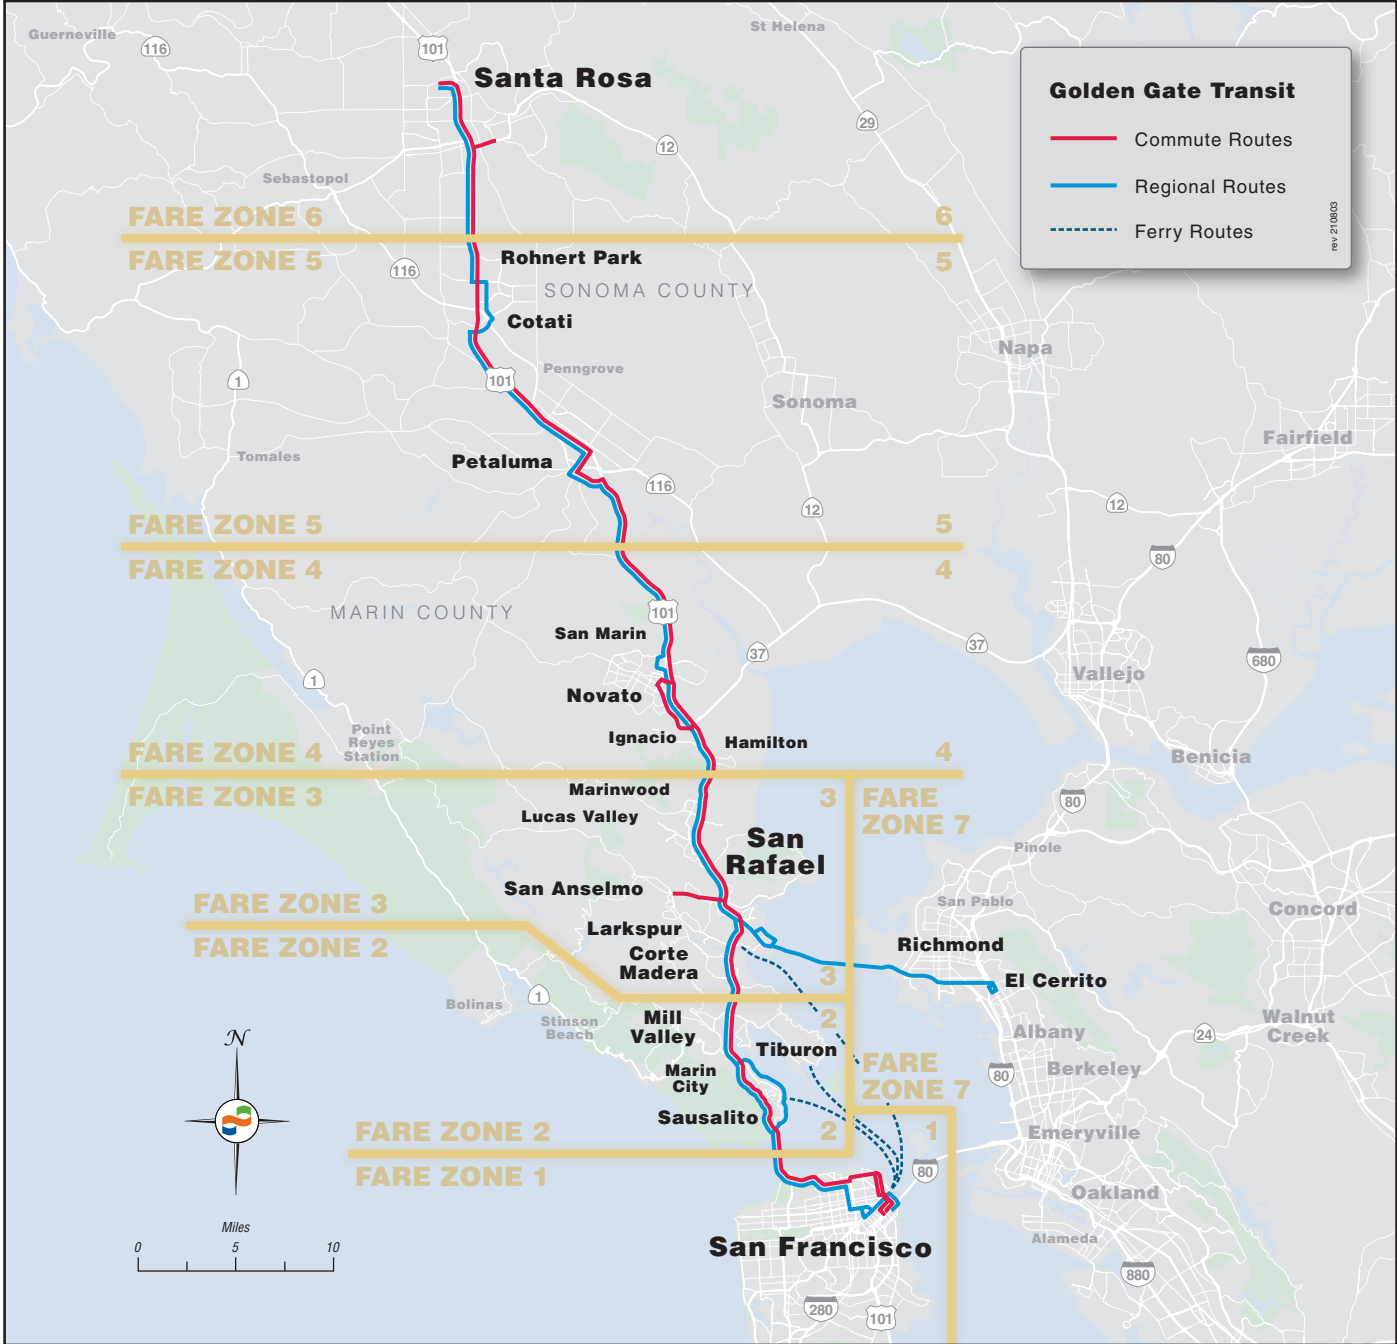 Guerneville
116
101
St Helena
Santa Rosa
29
12
Sebastopol
Golden Gate Transit
Commute Routes
Regional Routes
Ferry Routes
rev 210803
FARE ZONE 6
6
FARE ZONE 5
5
116
Rohnert Park
SONOMA COUNTY
Cotati
Napa
Penngrove
101
1
Sonoma
Fairfield
Tomales
Petaluma
116
12
12
FARE ZONE 5
5
FARE ZONE 4
4
80
MARIN COUNTY
101
San Marin
37
37
680
Vallejo
1
Novato
Point
Reyes
Station
Ignacio
Hamilton
FARE ZONE 4
4
Benicia
FARE ZONE 3
3
FARE
ZONE 7
Marinwood
Lucas Valley
80
Pinole
San
Rafael
San Anselmo
San Pablo
Concord
FARE ZONE 3
FARE ZONE 2
Larkspur
Corte
Madera
Richmond
El Cerrito
3
2
Bolinas
1
Stinson
Beach
Mill
Valley
Tiburon
Albany
24
Walnut
Creek
Marin
City
FARE
ZONE 7
80
Berkeley
N
Sausalito
FARE ZONE 2
2
1
FARE ZONE 1
Emeryville
80
Oakland
Miles
0 5 10
San Francisco
Alameda
880
280
101